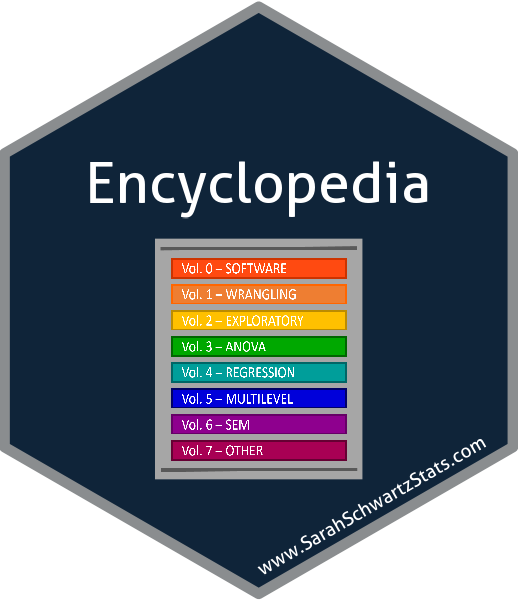 Encyclopedia
Vol. 0 – SOFTWARE
Vol. 1 – WRANGLING
Vol. 2 – EXPLORATORY
Vol. 3 – ANOVA
Vol. 4 – REGRESSION
Vol. 5 – MULTILEVEL
Vol. 6 – SEM
Vol. 7 – OTHER
www.SarahSchwartzStats.com